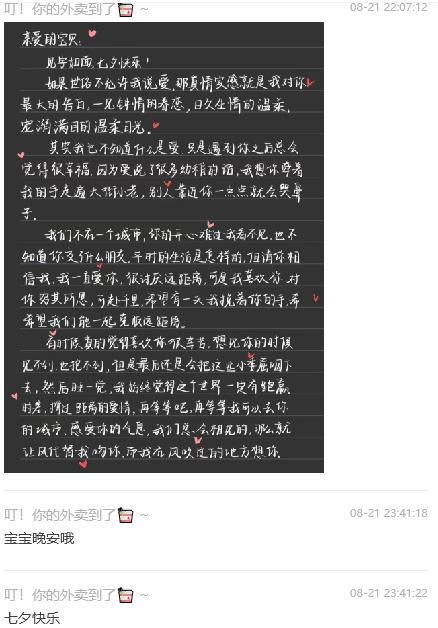 叮！你的外卖到了 ~ 08-21 22:07:12
亲爱的宝贝:
见字如面,七夕快乐!
如果世俗不允许我说爱,那真情实感就是我对你
最大的告白,一见钟情的眷恋,日久生情的温柔,
宠溺满目的温柔目光。
其实我也不知道什么是爱,只是遇到你之后总会
觉得很幸福,因为爱说了很多幼稚的话,我想你牵着
我的手走遍大街小巷,别人靠近你一点点就会哭鼻
子。
我们不在一个城市,你的开心难过我看不见,也不
知道你交什么朋友,平时的生活是怎样的,但请你相
信我,我一直爱你,很讨厌远距离,可是我喜欢你,对
你努其所愿,可赴千里,希望有一天我挽着你的手,希
希望我们能一起克服远距离。
有时候真的觉得喜欢你很辛苦,想你的时候
见不到,也抱不到,但是最后还是会把这些小委屈咽下
去,然后睡一觉,我始终觉得这个世界一定有能赢
时差,撑过距离的爱情,再等等吧,再等等我可以去你
的城市,感受你的气息,我们总会相见的,那么就
让风代替我吻你,而我在风吹过的地方想你.
叮！你的外卖到了 ~ 08-21 23:41:18
宝宝晚安哦
叮！你的外卖到了 ~ 08-21 23:41:22
七夕快乐